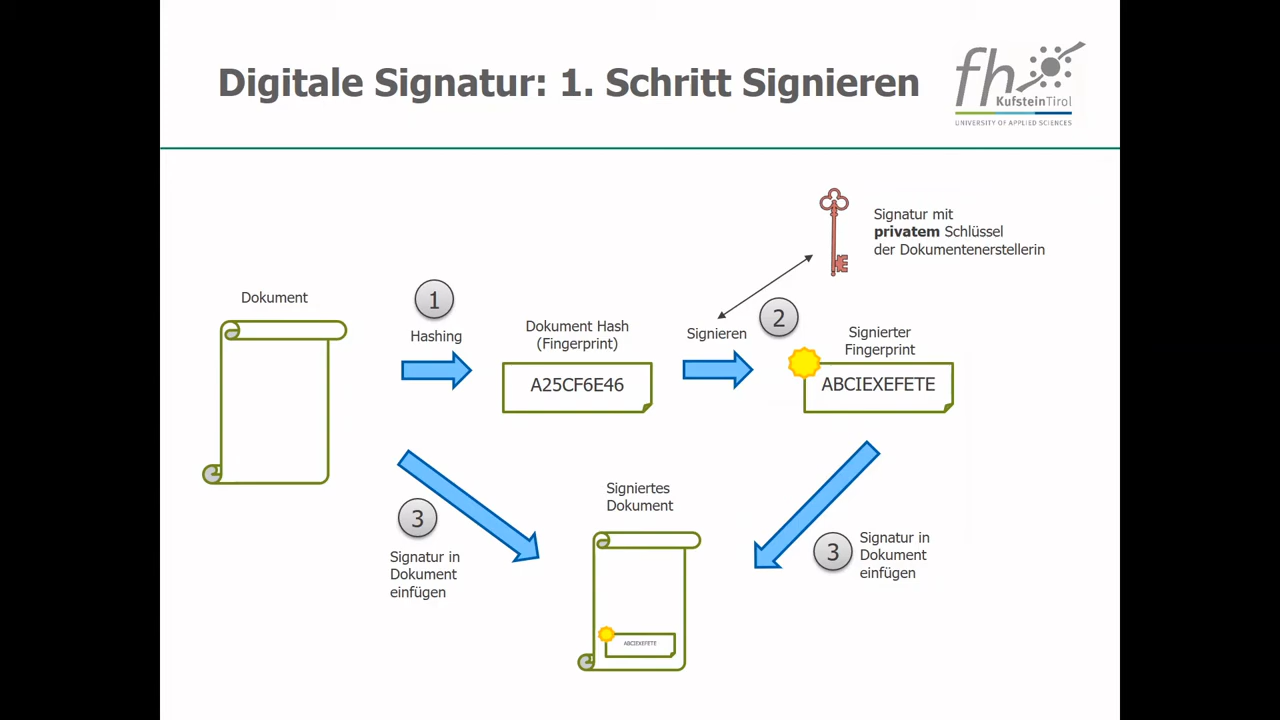 Digitale Signatur: 1. Schritt Signieren
fh
KufsteinTirol
UNIVERSITY OF APPLIED SCIENCES
Signatur mit
privatem Schlüssel
der Dokumentenerstellerin
Dokument
1
Hashing
Dokument Hash
(Fingerprint)
A25CF6E46
Signieren
2
Signierter
Fingerprint
ABCIEXEFETE
3
Signatur in
Dokument
einfügen
Signiertes
Dokument
ABCIEXEFETE
3
Signatur in
Dokument
einfügen